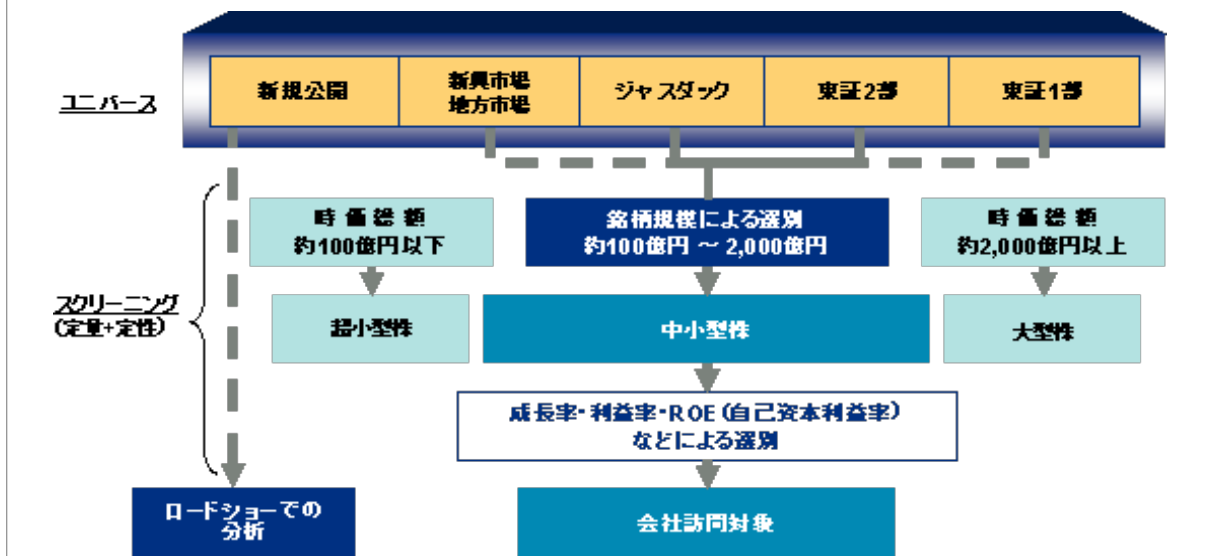 ユニバース
新規公開
新興市場
地方市場
ジャスダック
東証2部
東証1部
スクリーニング
(定量+定性)
時価総額
約100億円以下
銘柄規模による選別
約100億円 ～ 2,000億円
時価総額
約2,000億円以上
超小型株
中小型株
大型株
成長率・利益率・ROE(自己資本利益率)
などによる選別
ロードショーでの
分析
会社訪問対象